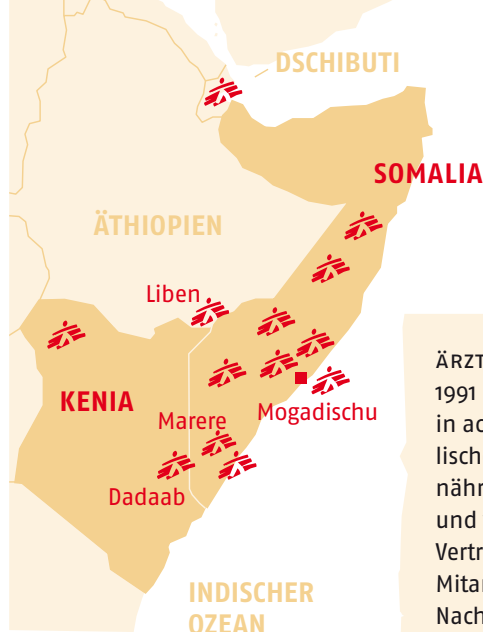 DSCHIBUTI
SOMALIA
ÄTHIOPIEN
Liben
KENIA
Marere
Mogadischu
Dadaab
INDISCHER
OZEAN
ÄRZT
1991
in ac
lisch
nähr
und
Vertr
Mitar
Nach